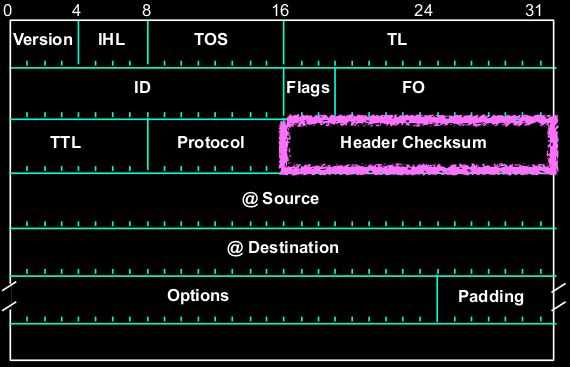 0 4 8 16 24 31
Version IHL TOS TL
ID Flags FO
TTL Protocol Header Checksum
@ Source
@ Destination
Options Padding